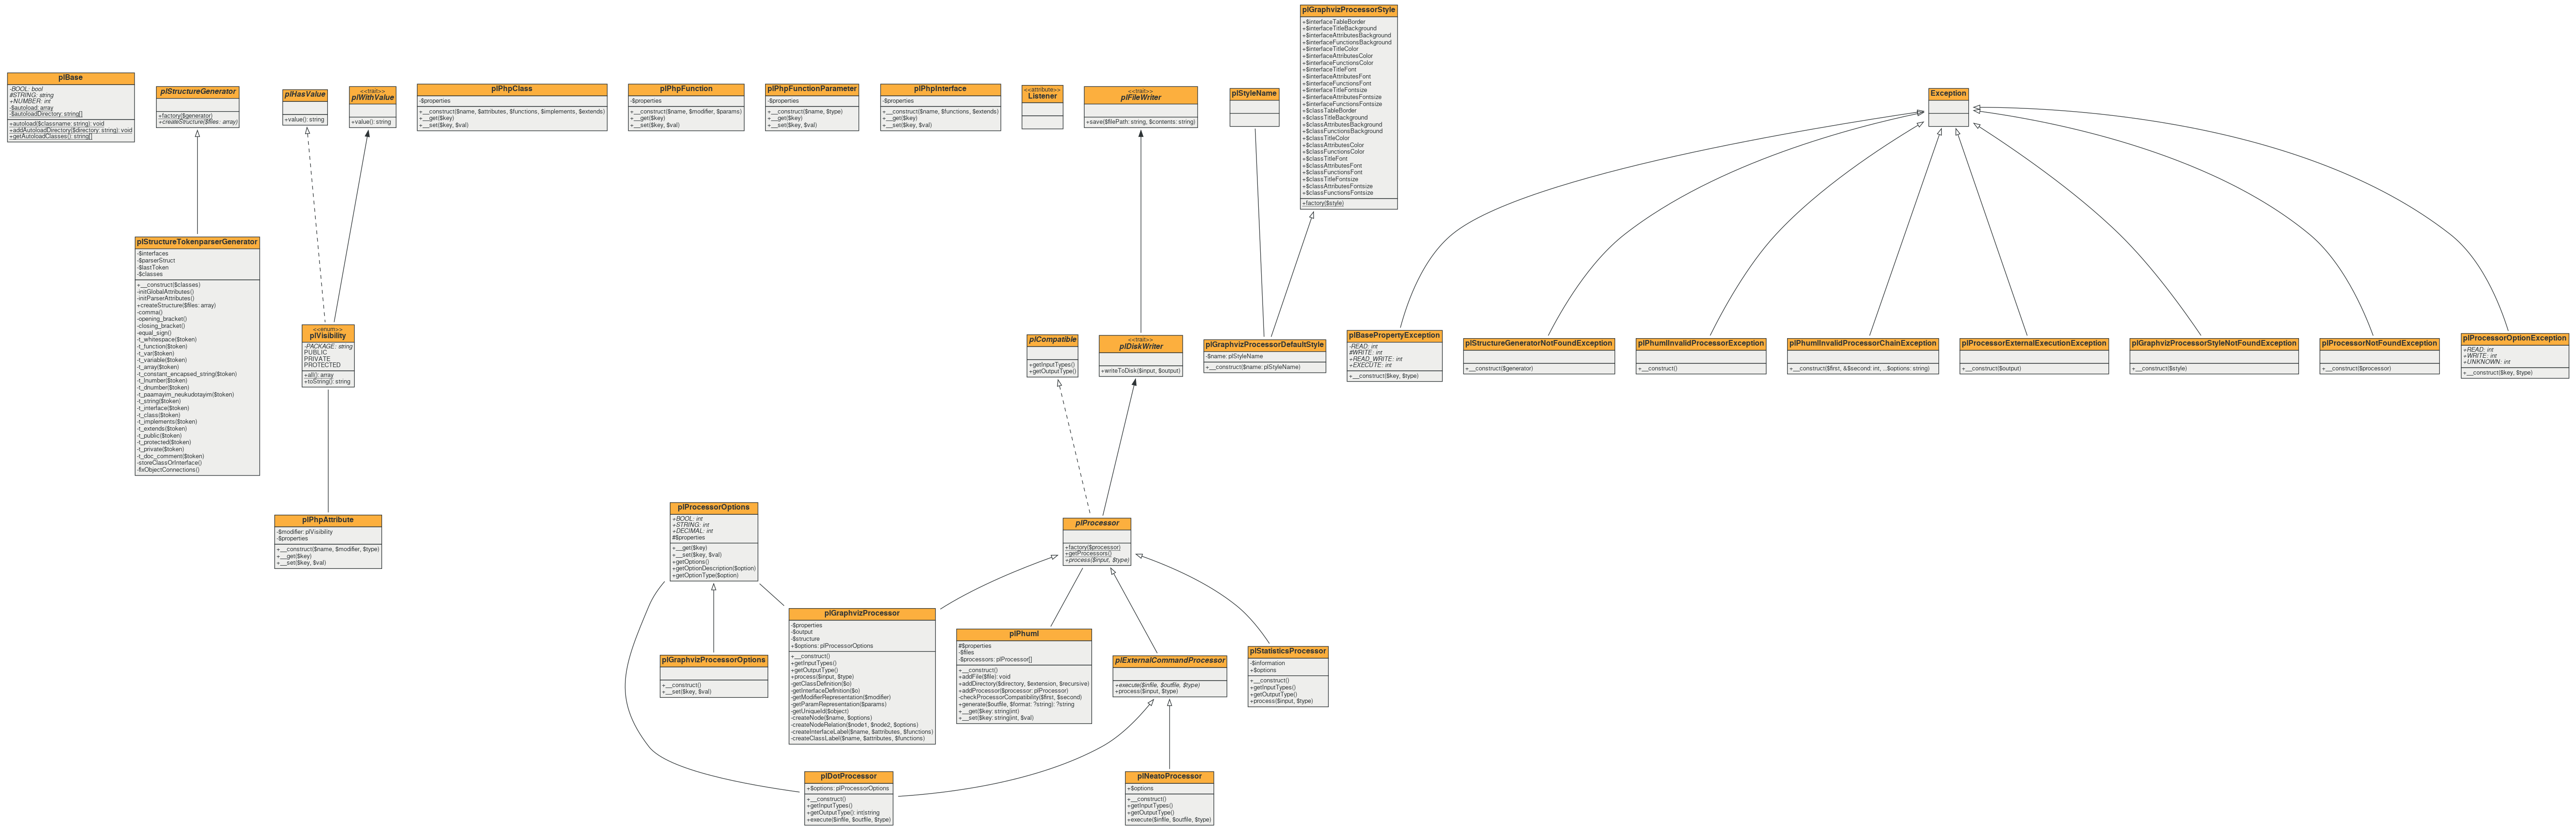 plBase
-BOOL: bool
#STRING: string
+NUMBER: int
-$autoload: array
-$autoloadDirectory: string[]
+autoload($classname: string): void
+addAutoloadDirectory($directory: string): void
+getAutoloadClasses(): string[]
plStructureGenerator
+factory($generator)
+createStructure($files: array)
plHasValue
+value(): string
<<trait>>
plWithValue
+value(): string
plPhpClass
-$properties
+__construct($name, $attributes, $functions, $implements, $extends)
+__get($key)
+__set($key, $val)
plPhpFunction
-$properties
+__construct($name, $modifier, $params)
+__get($key)
+__set($key, $val)
plPhpFunctionParameter
-$properties
+__construct($name, $type)
+__get($key)
+__set($key, $val)
plPhpInterface
-$properties
+__construct($name, $functions, $extends)
+__get($key)
+__set($key, $val)
<<attribute>>
Listener
<<trait>>
plFileWriter
+save($filePath: string, $contents: string)
plStyleName
plGraphvizProcessorStyle
+$interfaceTableBorder
+$interfaceTitleBackground
+$interfaceAttributesBackground
+$interfaceFunctionsBackground
+$interfaceTitleColor
+$interfaceAttributesColor
+$interfaceFunctionsColor
+$interfaceTitleFont
+$interfaceAttributesFont
+$interfaceFunctionsFont
+$interfaceTitleFontsize
+$interfaceAttributesFontsize
+$interfaceFunctionsFontsize
+$classTableBorder
+$classTitleBackground
+$classAttributesBackground
+$classFunctionsBackground
+$classTitleColor
+$classAttributesColor
+$classFunctionsColor
+$classTitleFont
+$classAttributesFont
+$classFunctionsFont
+$classTitleFontsize
+$classAttributesFontsize
+$classFunctionsFontsize
+factory($style)
Exception
plStructureTokenparserGenerator
-$interfaces
-$parserStruct
-$lastToken
-$classes
+__construct($classes)
-initGlobalAttributes()
-initParserAttributes()
+createStructure($files: array)
-comma()
-opening_bracket()
-closing_bracket()
-equal_sign()
-t_whitespace($token)
-t_function($token)
-t_var($token)
-t_variable($token)
-t_array($token)
-t_constant_encapsed_string($token)
-t_lnumber($token)
-t_dnumber($token)
-t_paamayim_neukudotayim($token)
-t_string($token)
-t_interface($token)
-t_class($token)
-t_implements($token)
-t_extends($token)
-t_public($token)
-t_protected($token)
-t_private($token)
-t_doc_comment($token)
-storeClassOrInterface()
-fixObjectConnections()
<<enum>>
plVisibility
-PACKAGE: string
PUBLIC
PRIVATE
PROTECTED
+all(): array
+toString(): string
plCompatible
+getInputTypes()
+getOutputType()
<<trait>>
plDiskWriter
+writeToDisk($input, $output)
plGraphvizProcessorDefaultStyle
-$name: plStyleName
+__construct($name: plStyleName)
plBasePropertyException
-READ: int
#WRITE: int
+READ_WRITE: int
+EXECUTE: int
+__construct($key, $type)
plStructureGeneratorNotFoundException
+__construct($generator)
plPhumlInvalidProcessorException
+__construct()
plPhumlInvalidProcessorChainException
+__construct($first, &$second: int, ...$options: string)
plProcessorExternalExecutionException
+__construct($output)
plGraphvizProcessorStyleNotFoundException
+__construct($style)
plProcessorNotFoundException
+__construct($processor)
plProcessorOptionException
+READ: int
+WRITE: int
+UNKNOWN: int
+__construct($key, $type)
plPhpAttribute
-$modifier: plVisibility
-$properties
+__construct($name, $modifier, $type)
+__get($key)
+__set($key, $val)
plProcessorOptions
+BOOL: int
+STRING: int
+DECIMAL: int
#$properties
+__get($key)
+__set($key, $val)
+getOptions()
+getOptionDescription($option)
+getOptionType($option)
plProcessor
+factory($processor)
+getProcessors()
+process($input, $type)
plGraphvizProcessorOptions
+__construct()
+__set($key, $val)
plGraphvizProcessor
-$properties
-$output
-$structure
+$options: plProcessorOptions
+__construct()
+getInputTypes()
+getOutputType()
+process($input, $type)
-getClassDefinition($o)
-getInterfaceDefinition($o)
-getModifierRepresentation($modifier)
-getParamRepresentation($params)
-getUniqueId($object)
-createNode($name, $options)
-createNodeRelation($node1, $node2, $options)
-createInterfaceLabel($name, $attributes, $functions)
-createClassLabel($name, $attributes, $functions)
plPhuml
#$properties
-$files
-$processors: plProcessor[]
+__construct()
+addFile($file): void
+addDirectory($directory, $extension, $recursive)
+addProcessor($processor: plProcessor)
-checkProcessorCompatibility($first, $second)
+generate($outfile, $format: ?string): ?string
+__get($key: string|int)
+__set($key: string|int, $val)
plExternalCommandProcessor
+execute($infile, $outfile, $type)
+process($input, $type)
plStatisticsProcessor
-$information
+$options
+__construct()
+getInputTypes()
+getOutputType()
+process($input, $type)
plDotProcessor
+$options: plProcessorOptions
+__construct()
+getInputTypes()
+getOutputType(): int|string
+execute($infile, $outfile, $type)
plNeatoProcessor
+$options
+__construct()
+getInputTypes()
+getOutputType()
+execute($infile, $outfile, $type)